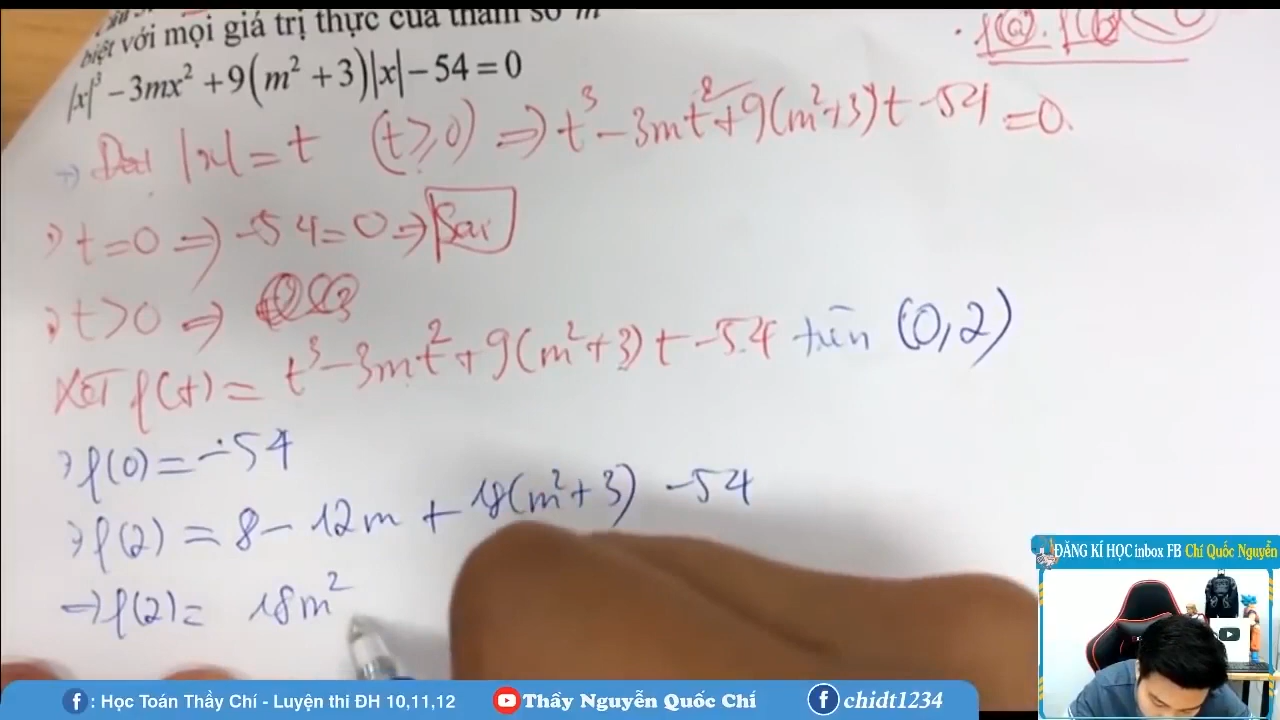 biệt với mọi giá trị thực của tham số m
|x|³ − 3mx² + 9(m² + 3)|x| − 54 = 0
f(a). f(b) < 0
Đặt |x| = t (t ≥ 0) ⇒ t³ − 3mt² + 9(m²+3)t − 54 = 0.
t = 0 ⇒ −54 = 0 ⇒ Sai
t > 0 ⇒
Xét f(t) = t³ − 3mt² + 9(m²+3)t − 54 trên (0,2)
f(0) = −54
f(2) = 8 − 12m + 18(m²+3) − 54
⇒ f(2) = 18m²
ĐĂNG KÍ HỌC inbox FB Chí Quốc Nguyễn
f : Học Toán Thầy Chí - Luyện thi ĐH 10,11,12
Thầy Nguyễn Quốc Chí
f chidt1234